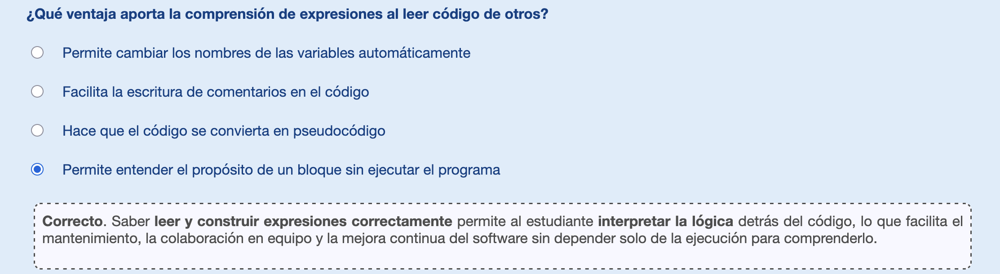 ¿Qué ventaja aporta la comprensión de expresiones al leer código de otros?
Permite cambiar los nombres de las variables automáticamente
Facilita la escritura de comentarios en el código
Hace que el código se convierta en pseudocódigo
Permite entender el propósito de un bloque sin ejecutar el programa
Correcto. Saber leer y construir expresiones correctamente permite al estudiante interpretar la lógica detrás del código, lo que facilita el
mantenimiento, la colaboración en equipo y la mejora continua del software sin depender solo de la ejecución para comprenderlo.